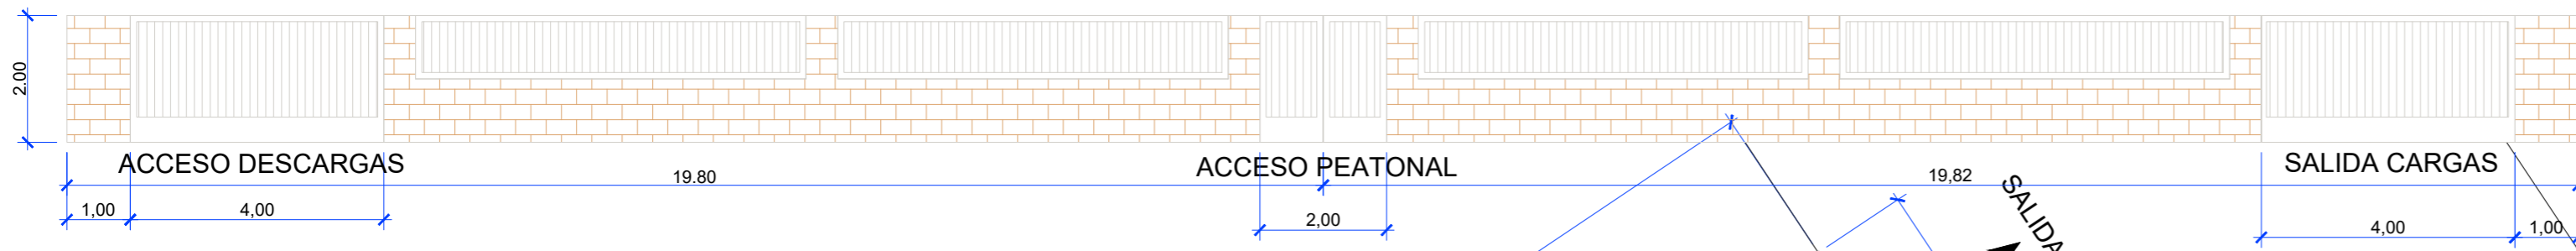 2.00
ACCESO DESCARGAS
ACCESO PEATONAL
SALIDA CARGAS
19.80
19,82
SALIDA
1,00
4,00
2,00
4,00
1,00